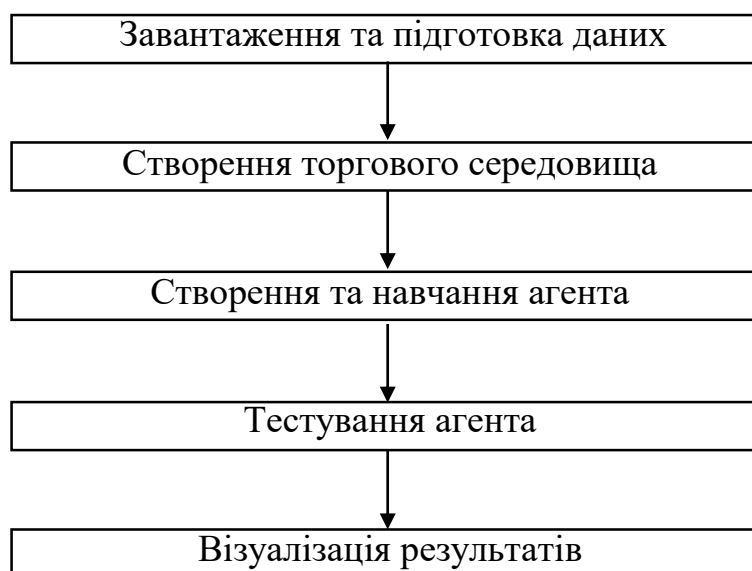 Завантаження та підготовка даних
Створення торгового середовища
Створення та навчання агента
Тестування агента
Візуалізація результатів